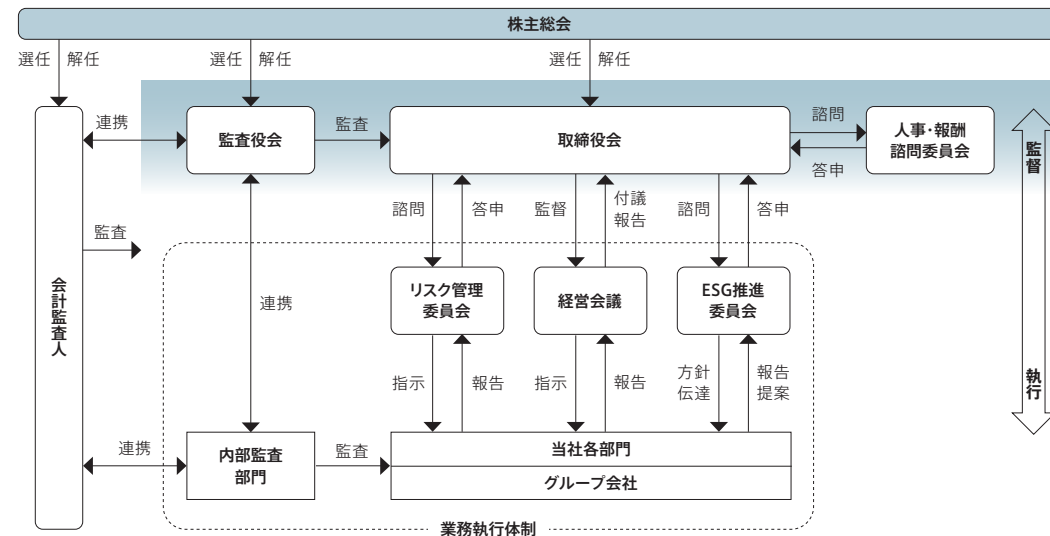 株主総会
選任 解任
選任 解任
選任 解任
連携
監査役会
監査
取締役会
諮問
答申
人事・報酬
諮問委員会
監督
執行
監査
会計監査人
諮問
答申
監督
付議
報告
諮問
答申
連携
リスク管理
委員会
経営会議
ESG推進
委員会
指示
報告
指示
報告
方針
伝達
報告
提案
連携
内部監査
部門
監査
当社各部門
グループ会社
業務執行体制